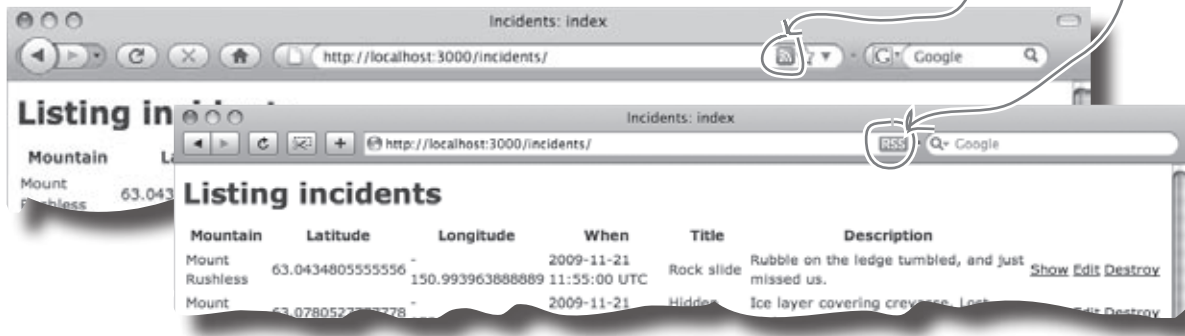 Incidents: index
http://localhost:3000/incidents/
Google
Listing
Mountain
Mount
63.043
Incidents: index
http://localhost:3000/incidents/
RSS
Google
Listing incidents
Mountain Latitude Longitude When Title Description
Mount Rushless 63.0434805555556 -150.993963888889 2009-11-21 11:55:00 UTC Rock slide Rubble on the ledge tumbled, and just missed us. Show Edit Destroy
Mount - 2009-11-21 Hidden Ice layer covering crevasse. Lost
Edit Destroy